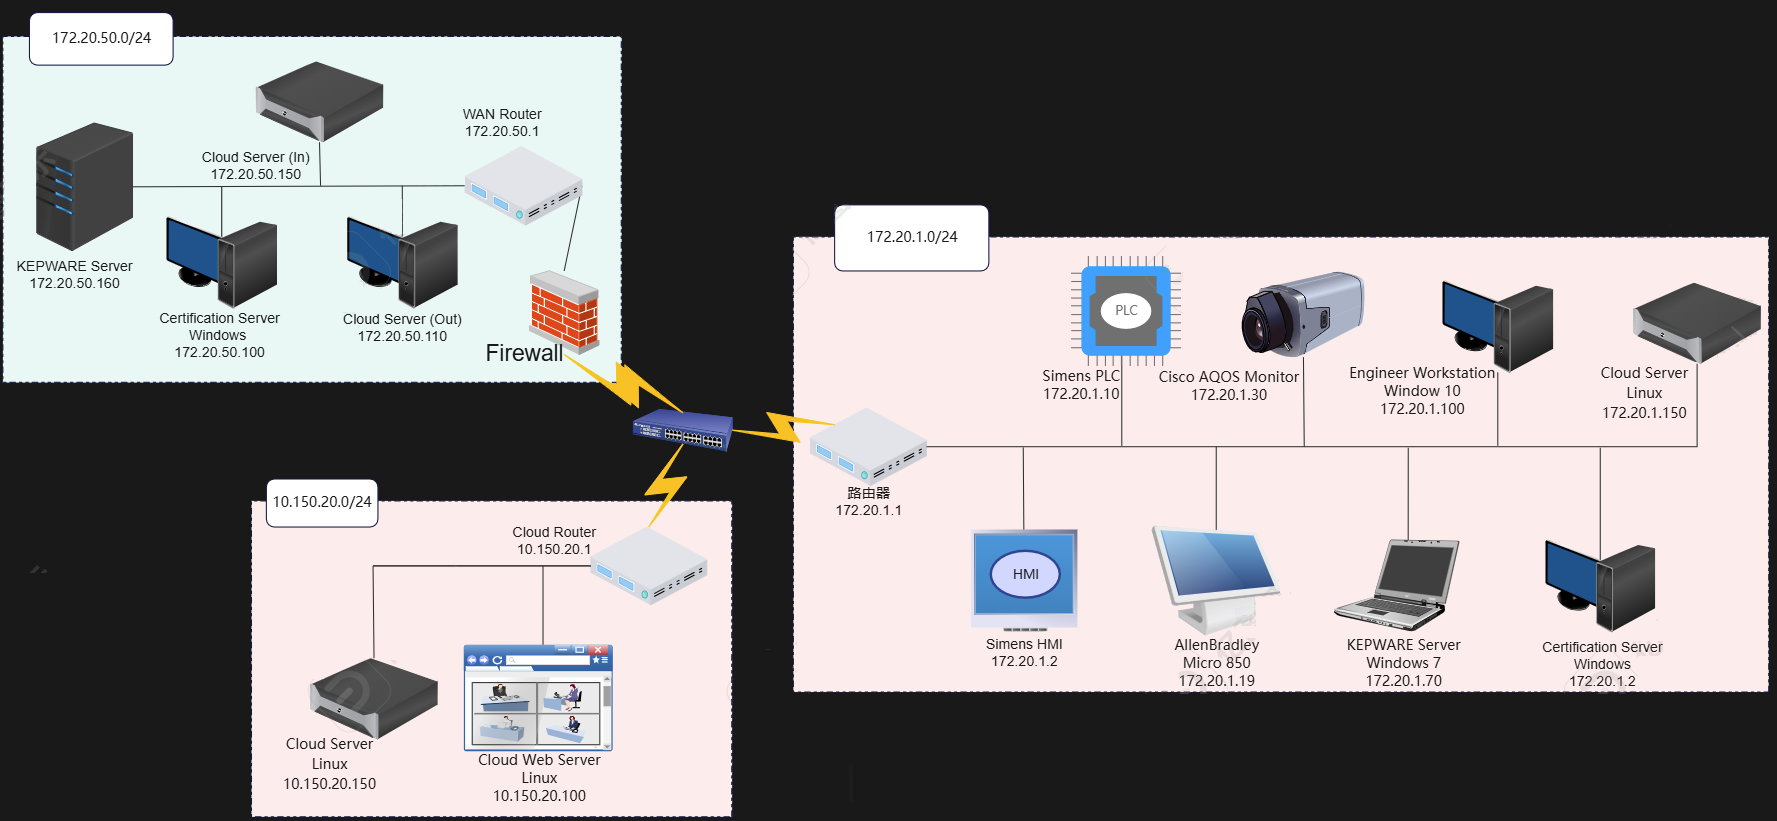 172.20.50.0/24
WAN Router
172.20.50.1
Cloud Server (In)
172.20.50.150
KEPWARE Server
172.20.50.160
Certification Server
Windows
172.20.50.100
Cloud Server (Out)
172.20.50.110
Firewall
172.20.1.0/24
PLC
Simens PLC
172.20.1.10
Cisco AQOS Monitor
172.20.1.30
Engineer Workstation
Window 10
172.20.1.100
Cloud Server
Linux
172.20.1.150
路由器
172.20.1.1
HMI
Simens HMI
172.20.1.2
AllenBradley
Micro 850
172.20.1.19
KEPWARE Server
Windows 7
172.20.1.70
Certification Server
Windows
172.20.1.2
10.150.20.0/24
Cloud Router
10.150.20.1
Cloud Server
Linux
10.150.20.150
Cloud Web Server
Linux
10.150.20.100